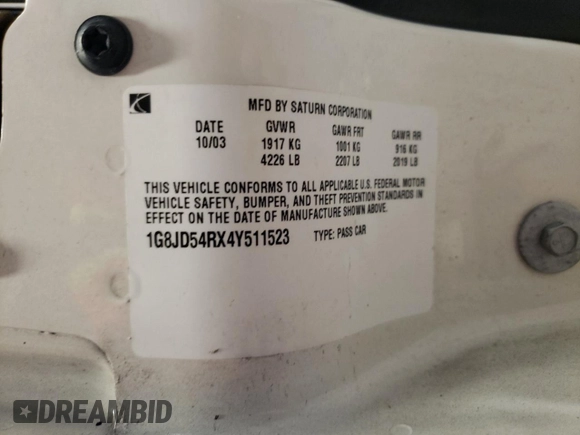 MFD BY SATURN CORPORATION
DATE GVWR GAWR FRT GAWR RR
10/03 1917 KG 1001 KG 916 KG
4226 LB 2207 LB 2019 LB
THIS VEHICLE CONFORMS TO ALL APPLICABLE U.S. FEDERAL MOTOR
VEHICLE SAFETY, BUMPER, AND THEFT PREVENTION STANDARDS IN
EFFECT ON THE DATE OF MANUFACTURE SHOWN ABOVE.
1G8JD54RX4Y511523 TYPE: PASS CAR
DREAMBID